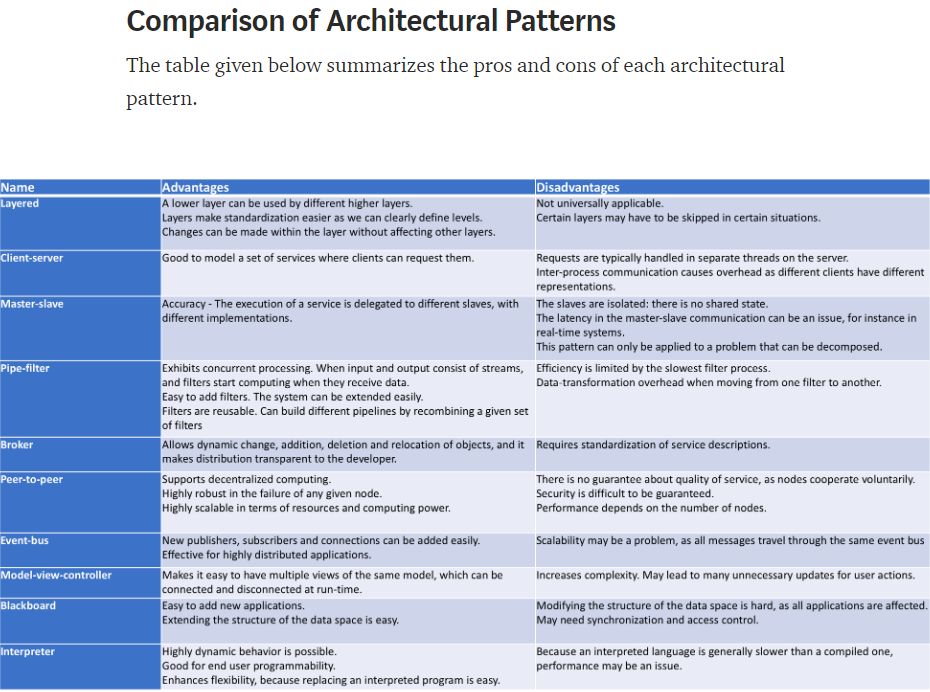 Comparison of Architectural Patterns
The table given below summarizes the pros and cons of each architectural
pattern.
Name Advantages Disadvantages
Layered
A lower layer can be used by different higher layers.
Layers make standardization easier as we can clearly define levels.
Changes can be made within the layer without affecting other layers.
Not universally applicable.
Certain layers may have to be skipped in certain situations.
Client-server
Good to model a set of services where clients can request them.
Requests are typically handled in separate threads on the server.
Inter-process communication causes overhead as different clients have different
representations.
Master-slave
Accuracy - The execution of a service is delegated to different slaves, with
different implementations.
The slaves are isolated: there is no shared state.
The latency in the master-slave communication can be an issue, for instance in
real-time systems.
This pattern can only be applied to a problem that can be decomposed.
Pipe-filter
Exhibits concurrent processing. When input and output consist of streams,
and filters start computing when they receive data.
Easy to add filters. The system can be extended easily.
Filters are reusable. Can build different pipelines by recombining a given set
of filters
Efficiency is limited by the slowest filter process.
Data-transformation overhead when moving from one filter to another.
Broker
Allows dynamic change, addition, deletion and relocation of objects, and it
makes distribution transparent to the developer.
Requires standardization of service descriptions.
Peer-to-peer
Supports decentralized computing.
Highly robust in the failure of any given node.
Highly scalable in terms of resources and computing power.
There is no guarantee about quality of service, as nodes cooperate voluntarily.
Security is difficult to be guaranteed.
Performance depends on the number of nodes.
Event-bus
New publishers, subscribers and connections can be added easily.
Effective for highly distributed applications.
Scalability may be a problem, as all messages travel through the same event bus
Model-view-controller
Makes it easy to have multiple views of the same model, which can be
connected and disconnected at run-time.
Increases complexity. May lead to many unnecessary updates for user actions.
Blackboard
Easy to add new applications.
Extending the structure of the data space is easy.
Modifying the structure of the data space is hard, as all applications are affected.
May need synchronization and access control.
Interpreter
Highly dynamic behavior is possible.
Good for end user programmability.
Enhances flexibility, because replacing an interpreted program is easy.
Because an interpreted language is generally slower than a compiled one,
performance may be an issue.